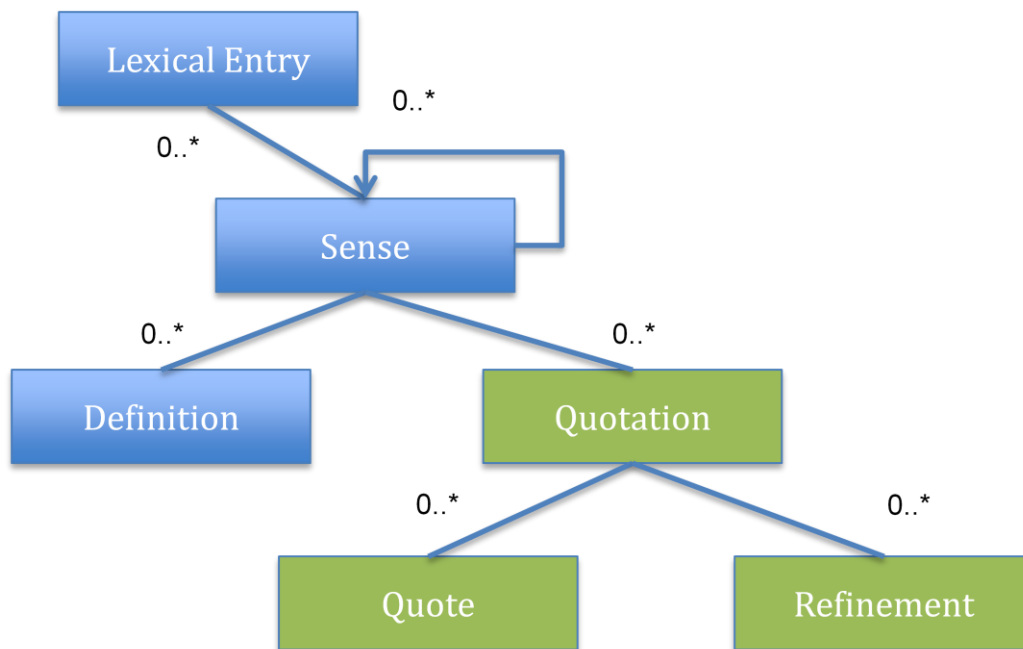 Lexical Entry
0..*
0..*
Sense
0..*
0..*
Definition
Quotation
0..*
0..*
Quote
Refinement